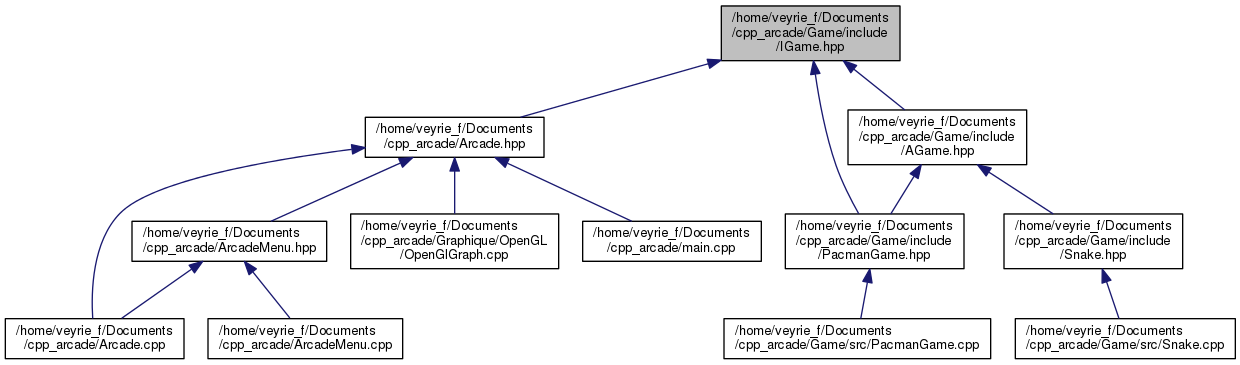 /home/veyrie_f/Documents
/cpp_arcade/Game/include
/IGame.hpp
/home/veyrie_f/Documents
/cpp_arcade/Arcade.hpp
/home/veyrie_f/Documents
/cpp_arcade/Game/include
/AGame.hpp
/home/veyrie_f/Documents
/cpp_arcade/ArcadeMenu.hpp
/home/veyrie_f/Documents
/cpp_arcade/Graphique/OpenGL
/OpenGlGraph.cpp
/home/veyrie_f/Documents
/cpp_arcade/main.cpp
/home/veyrie_f/Documents
/cpp_arcade/Game/include
/PacmanGame.hpp
/home/veyrie_f/Documents
/cpp_arcade/Game/include
/Snake.hpp
/home/veyrie_f/Documents
/cpp_arcade/Arcade.cpp
/home/veyrie_f/Documents
/cpp_arcade/ArcadeMenu.cpp
/home/veyrie_f/Documents
/cpp_arcade/Game/src/PacmanGame.cpp
/home/veyrie_f/Documents
/cpp_arcade/Game/src/Snake.cpp